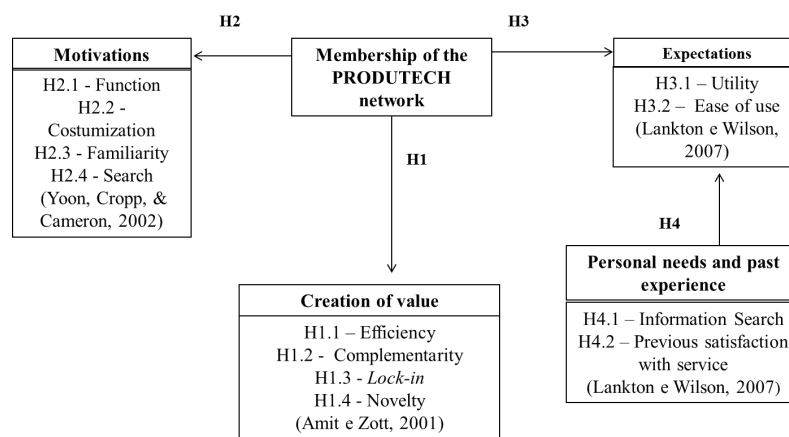 H2
H3
Motivations
H2.1 - Function
H2.2 -
Costumization
H2.3 - Familiarity
H2.4 - Search
(Yoon, Cropp, &
Cameron, 2002)
Membership of the
PRODUTECH
network
Expectations
H3.1 – Utility
H3.2 – Ease of use
(Lankton e Wilson,
2007)
H1
H4
Creation of value
H1.1 – Efficiency
H1.2 - Complementarity
H1.3 - Lock-in
H1.4 - Novelty
(Amit e Zott, 2001)
Personal needs and past
experience
H4.1 – Information Search
H4.2 – Previous satisfaction
with service
(Lankton e Wilson, 2007)